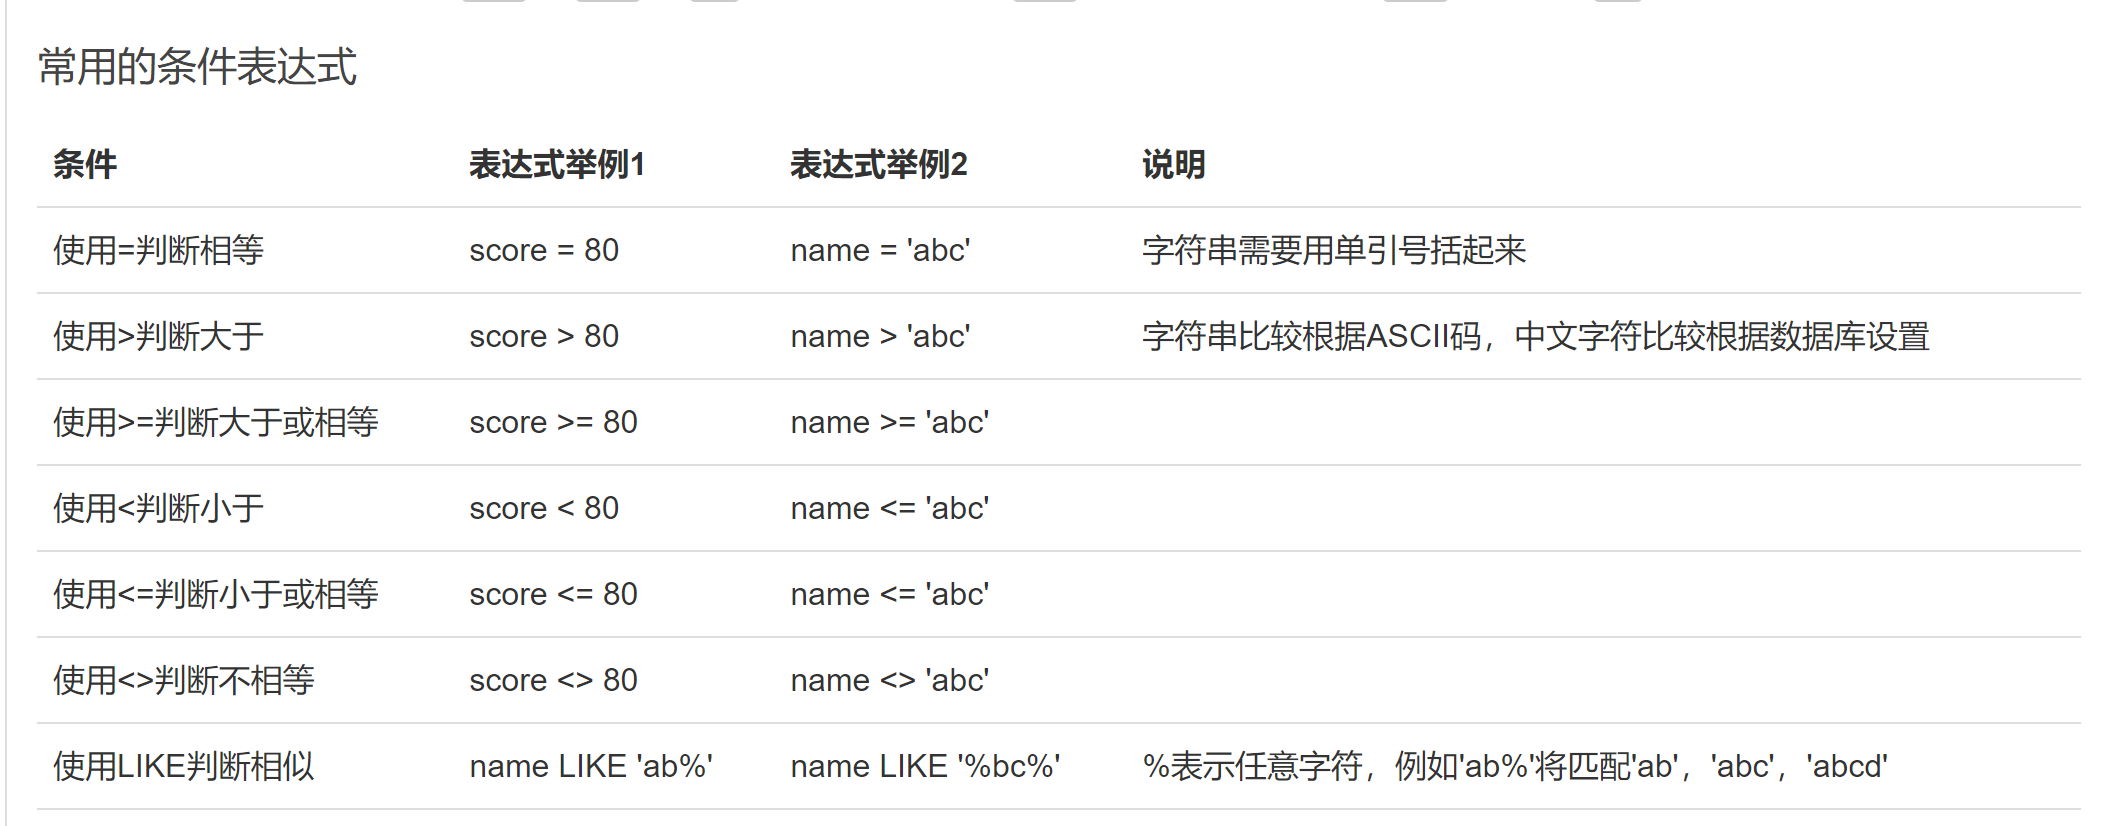 常用的条件表达式
条件 表达式举例1 表达式举例2 说明
使用=判断相等 score = 80 name = 'abc' 字符串需要用单引号括起来
使用>判断大于 score > 80 name > 'abc' 字符串比较根据ASCII码，中文字符比较根据数据库设置
使用>=判断大于或相等 score >= 80 name >= 'abc'
使用<判断小于 score < 80 name <= 'abc'
使用<=判断小于或相等 score <= 80 name <= 'abc'
使用<>判断不相等 score <> 80 name <> 'abc'
使用LIKE判断相似 name LIKE 'ab%' name LIKE '%bc%' %表示任意字符，例如'ab%'将匹配'ab'，'abc'，'abcd'